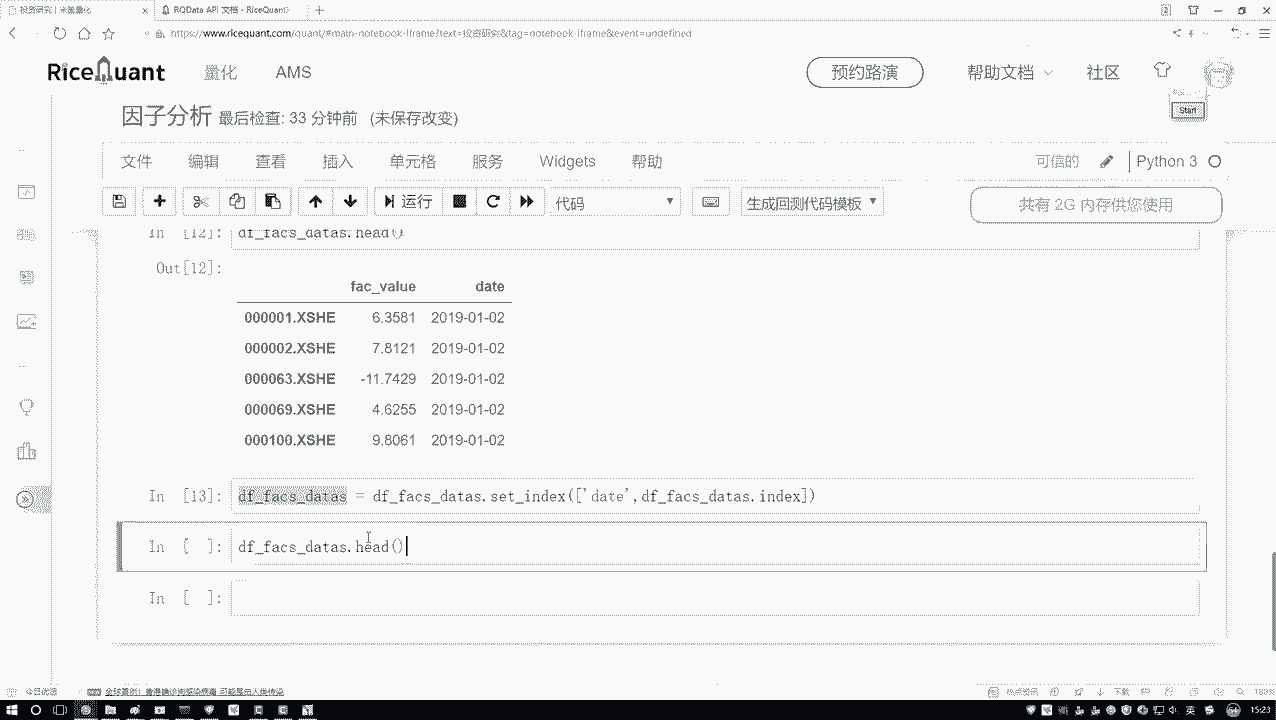 投资研究 | 米筐量化
RQData API 文档 - RiceQuant
https://www.ricequant.com/quant/#main-notebook-iframe?text=投资研究&tag=notebook-iframe&event=undefined
RiceQuant 量化 AMS 预约路演 帮助文档 社区
Start
因子分析 最后检查: 33 分钟前 (未保存改变)
文件 编辑 查看 插入 单元格 服务 Widgets 帮助 可信的 Python 3
运行 代码 生成回测代码模板 共有 2G 内存供您使用
In [12]: df_facs_datas.head()
Out[12]:
fac_value date
000001.XSHE 6.3581 2019-01-02
000002.XSHE 7.8121 2019-01-02
000063.XSHE -11.7429 2019-01-02
000069.XSHE 4.6255 2019-01-02
000100.XSHE 9.8061 2019-01-02
In [13]: df_facs_datas = df_facs_datas.set_index(['date',df_facs_datas.index])
In [ ]: df_facs_datas.head()
In [ ]:
今日优选
下载
英
15:23